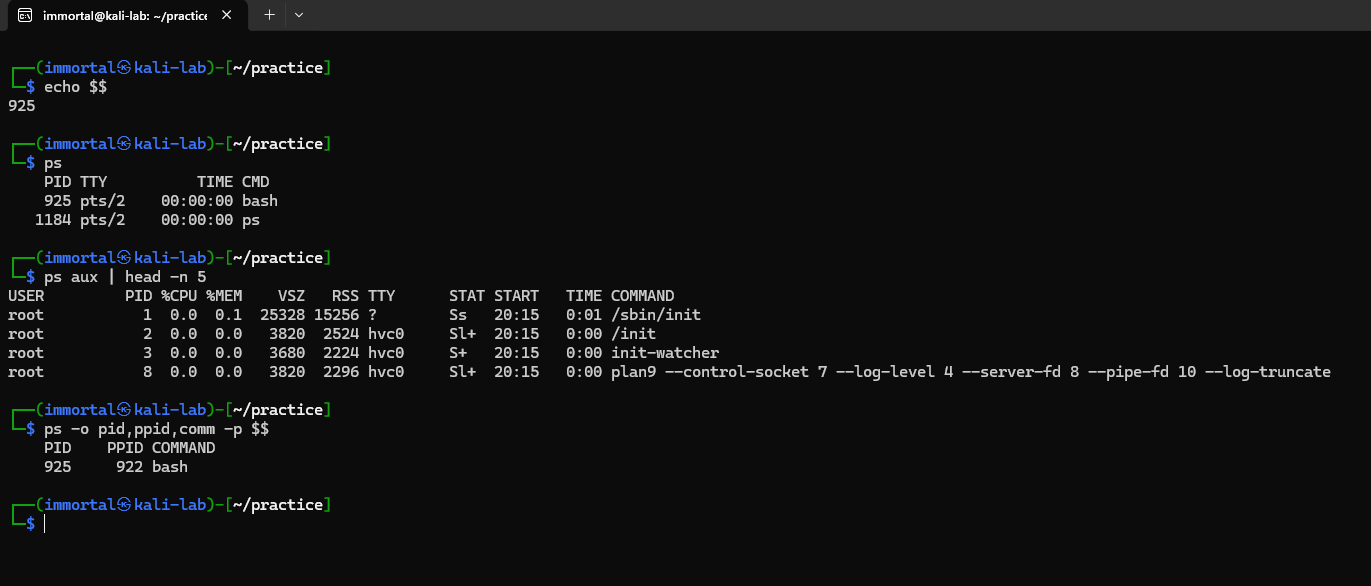 immortal@kali-lab: ~/practice
┌──(immortal㉿kali-lab)-[~/practice]
└─$ echo $$
925
┌──(immortal㉿kali-lab)-[~/practice]
└─$ ps
    PID TTY          TIME CMD
    925 pts/2    00:00:00 bash
   1184 pts/2    00:00:00 ps
┌──(immortal㉿kali-lab)-[~/practice]
└─$ ps aux | head -n 5
USER         PID %CPU %MEM    VSZ   RSS TTY      STAT START   TIME COMMAND
root           1  0.0  0.1  25328 15256 ?        Ss   20:15   0:01 /sbin/init
root           2  0.0  0.0   3820  2524 hvc0     Sl+  20:15   0:00 /init
root           3  0.0  0.0   3680  2224 hvc0     S+   20:15   0:00 init-watcher
root           8  0.0  0.0   3820  2296 hvc0     Sl+  20:15   0:00 plan9 --control-socket 7 --log-level 4 --server-fd 8 --pipe-fd 10 --log-truncate
┌──(immortal㉿kali-lab)-[~/practice]
└─$ ps -o pid,ppid,comm -p $$
    PID    PPID COMMAND
    925     922 bash
┌──(immortal㉿kali-lab)-[~/practice]
└─$